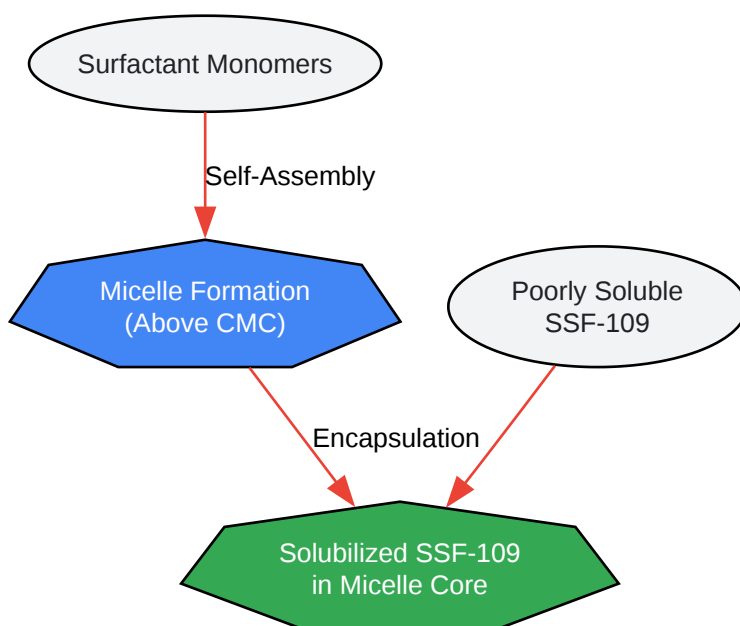 Surfactant Monomers
Self-Assembly
Micelle Formation
(Above CMC)
Poorly Soluble
SSF-109
Encapsulation
Solubilized SSF-109
in Micelle Core